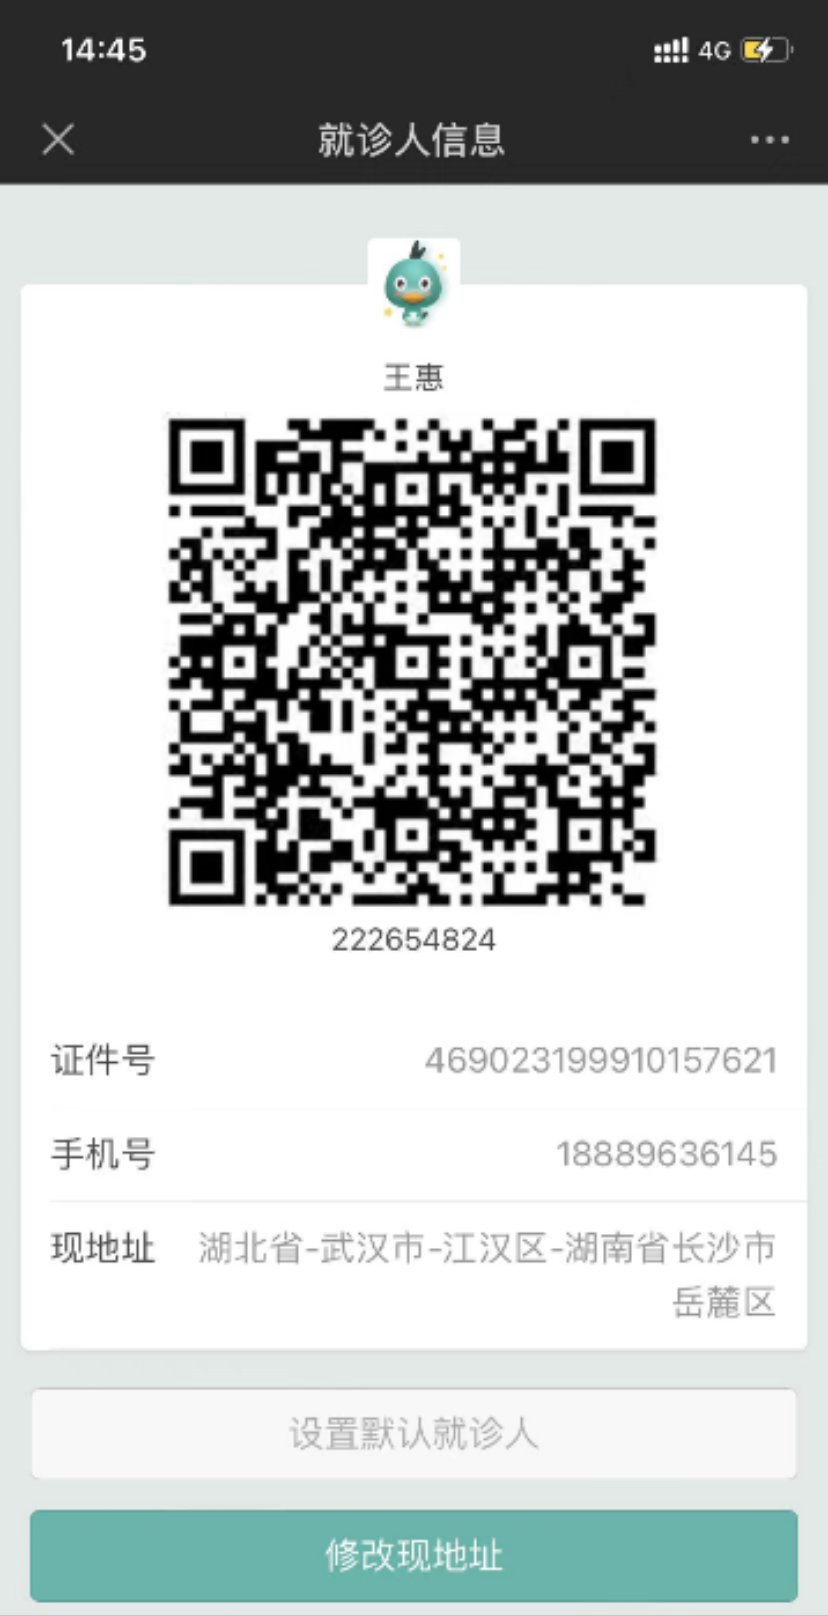 14:45
4G
就诊人信息
王惠
222654824
证件号 469023199910157621
手机号 18889636145
现地址 湖北省-武汉市-江汉区-湖南省长沙市
岳麓区
设置默认就诊人
修改现地址